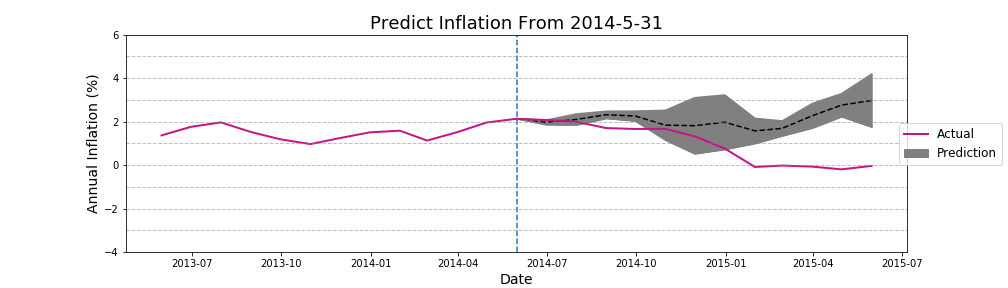 Predict Inflation From 2014-5-31
Annual Inflation (%)
6
4
2
0
−2
−4
2013-07 2013-10 2014-01 2014-04 2014-07 2014-10 2015-01 2015-04 2015-07
Date
Actual
Prediction